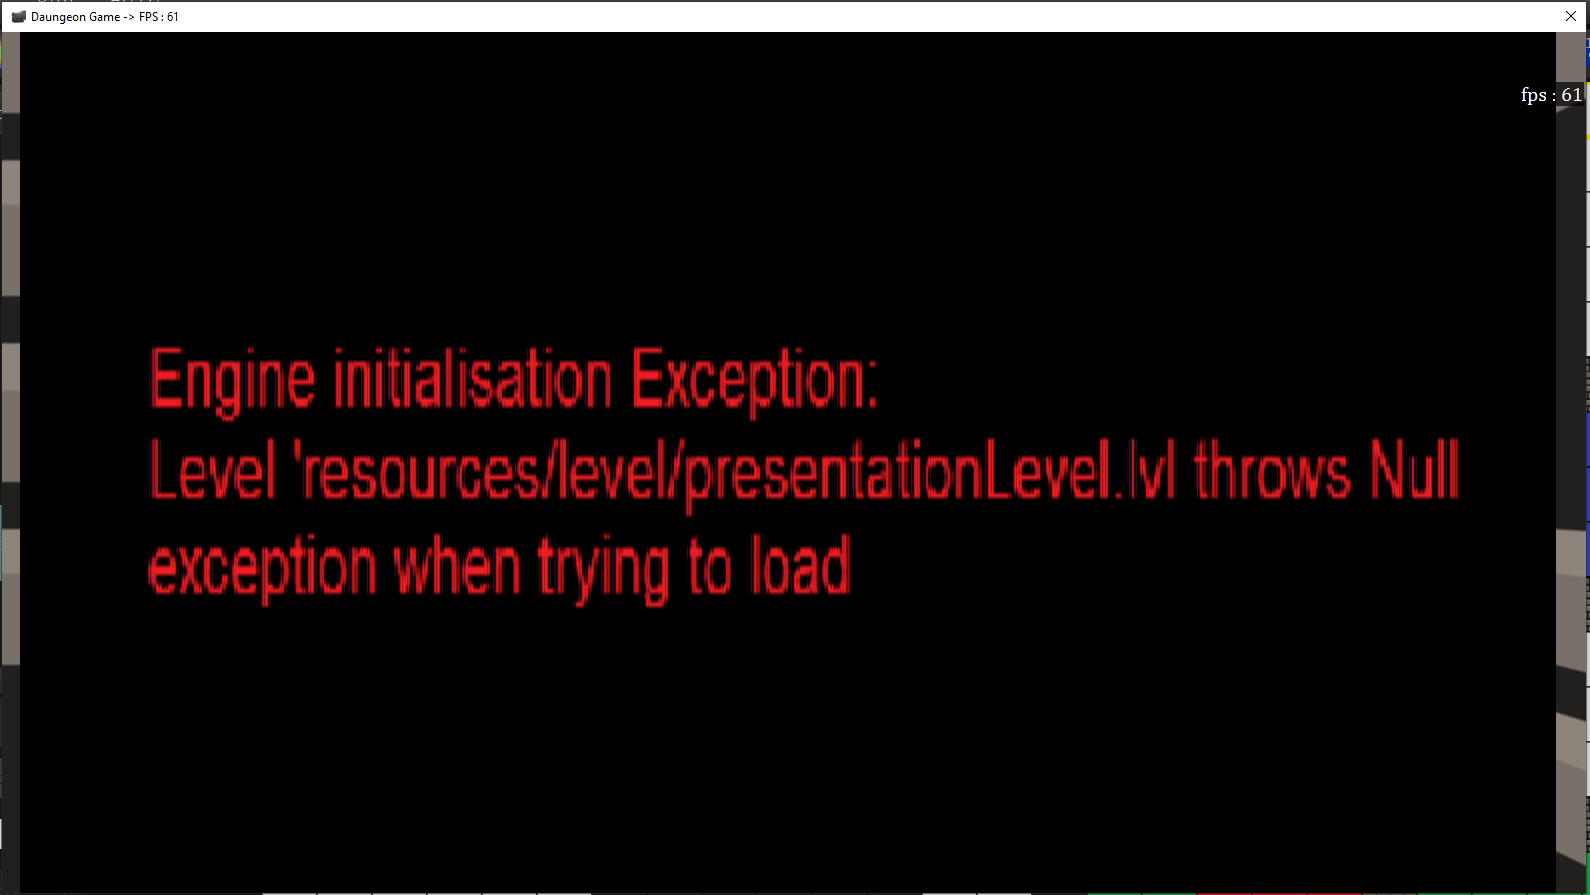 Daungeon Game -> FPS : 61
fps : 61
Engine initialisation Exception:
Level 'resources/level/presentationLevel.lvl throws Null
exception when trying to load